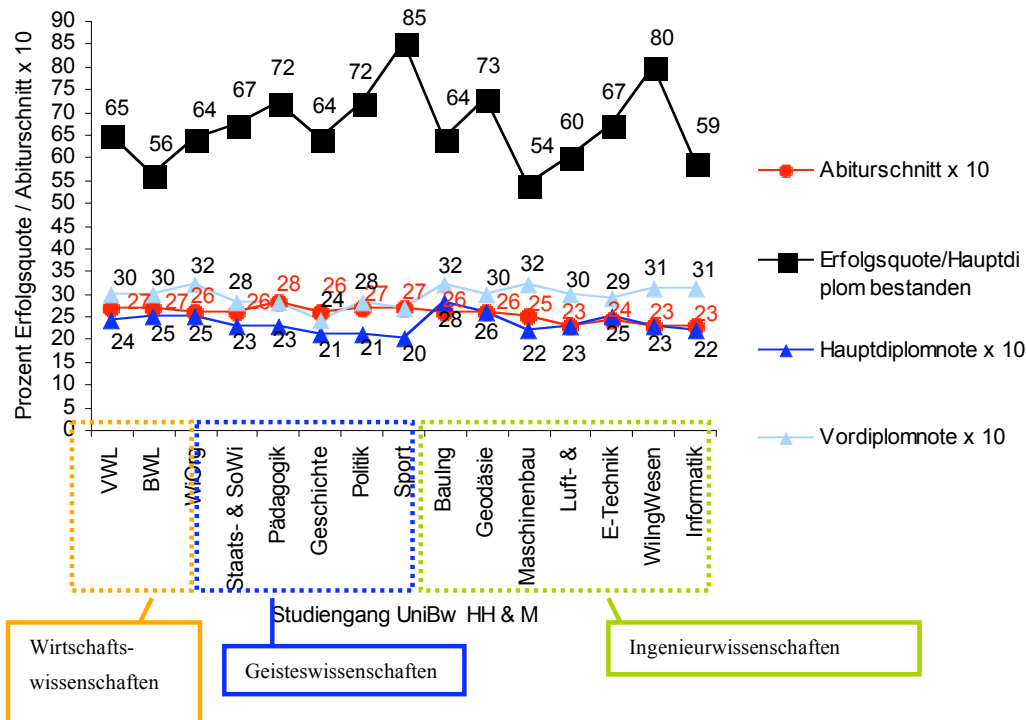 Prozent Erfolgsquote / Abiturschnitt x 10
90
85
80
75
70
65
60
55
50
45
40
35
30
25
20
15
10
5
0
65
56
64
67
72
64
72
85
64
73
54
60
67
80
59
30
30
32
28
28
24
28
27
32
30
32
30
29
31
31
27
27
26
26
26
27
26
26
25
23
24
23
23
24
25
25
23
23
21
21
20
28
26
22
23
25
23
22
VWL
BWL
WiOrg
Staats- & SoWi
Pädagogik
Geschichte
Politik
Sport
BauIng
Geodäsie
Maschinenbau
Luft- &
E-Technik
WiIngWesen
Informatik
Studiengang UniBw HH & M
Abiturschnitt x 10
Erfolgsquote/Hauptdi
plom bestanden
Hauptdiplomnote x 10
Vordiplomnote x 10
Wirtschafts-
wissenschaften
Geisteswissenschaften
Ingenieurwissenschaften